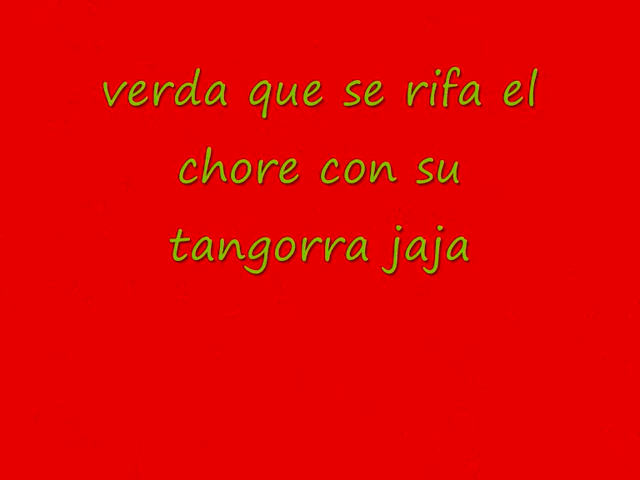 verda que se rifa el
chore con su
tangorra jaja